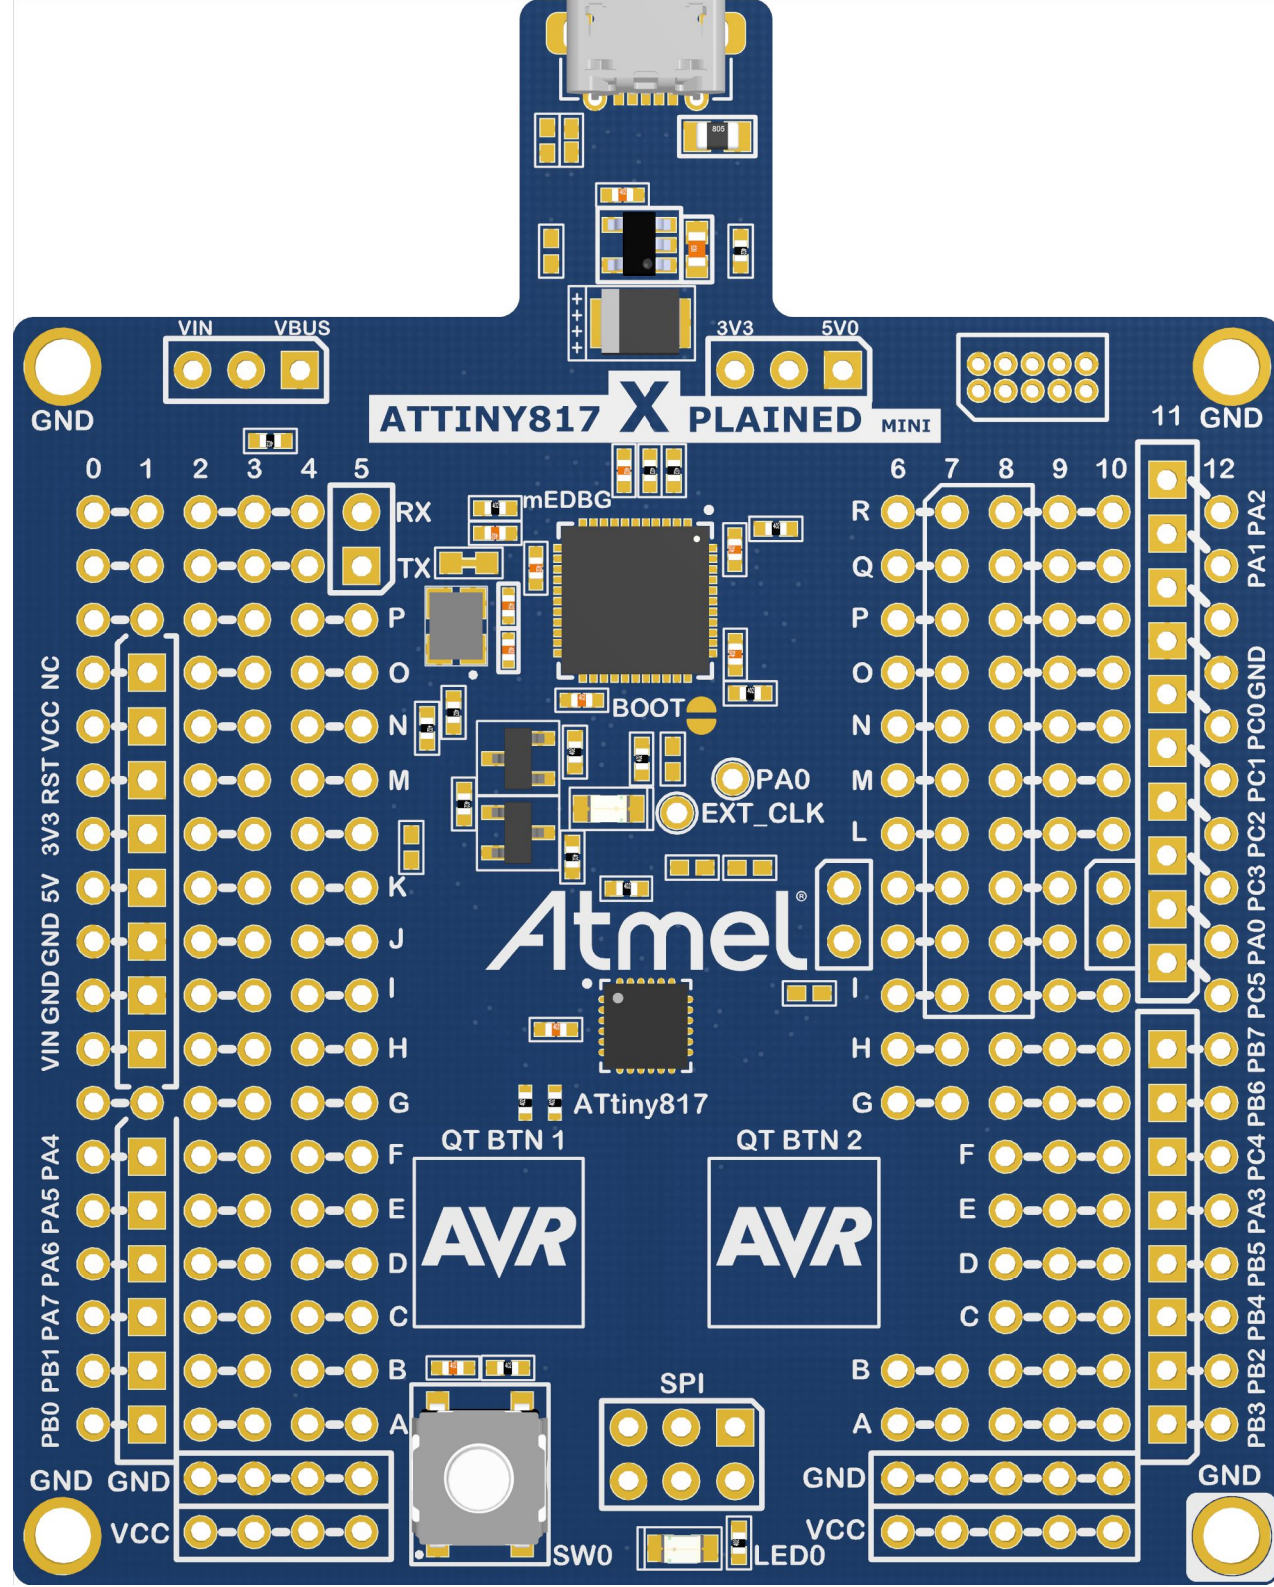 805
++++
VIN VBUS
3V3 5V0
GND
ATTINY817 X PLAINED MINI
11 GND
0 1 2 3 4 5
6 7 8 9 10 12
mEDBG
RX
R
TX
Q
P
P
O
O
N
N
M
M
L
K
J
I
I
H
H
G
G
F
F
E
E
D
D
C
C
B
B
A
A
NC
VCC
RST
3V3
5V
GND
GND
VIN
PA4
PA5
PA6
PA7
PB1
PB0
PA2
PA1
GND
PC0
PC1
PC2
PC3
PA0
PC5
PB7
PB6
PC4
PA3
PB5
PB4
PB2
PB3
BOOT
PA0
EXT_CLK
Atmel®
ATtiny817
QT BTN 1 QT BTN 2
AVR AVR
SPI
GND GND
GND GND
VCC
VCC
SW0 LED0